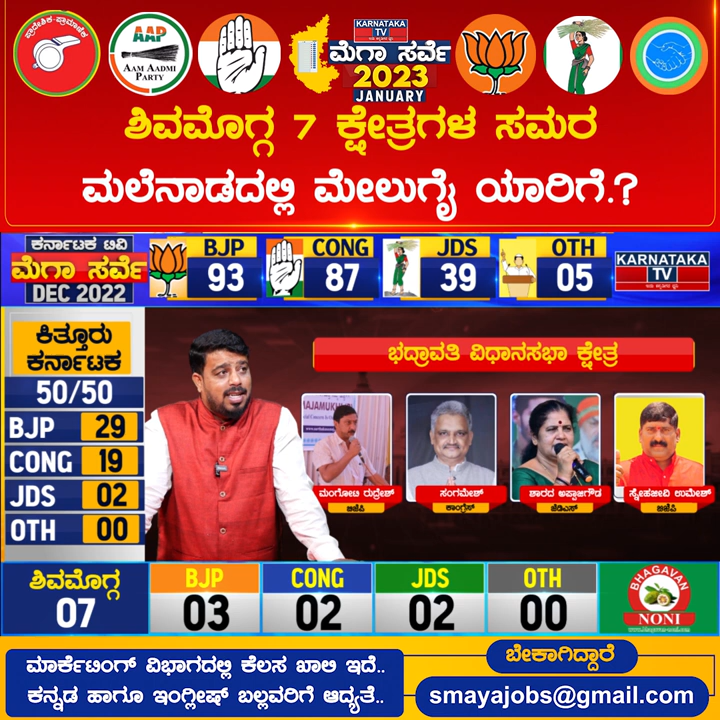 ಪ್ರಾದೇಶಿಕ-ಪ್ರಾಮಾಣಿಕ
AAP
AAM AADMI
PARTY
KARNATAKA
TV
ಮೆಗಾ ಸರ್ವೆ
2023
JANUARY
ಶಿವಮೊಗ್ಗ 7 ಕ್ಷೇತ್ರಗಳ ಸಮರ
ಮಲೆನಾಡದಲ್ಲಿ ಮೇಲುಗೈ ಯಾರಿಗೆ.?
ಕರ್ನಾಟಕ ಟಿವಿ
ಮೆಗಾ ಸರ್ವೆ
DEC 2022
BJP
93
CONG
87
JDS
39
OTH
05
KARNATAKA
TV
ಕಿತ್ತೂರು
ಕರ್ನಾಟಕ
50/50
BJP 29
CONG 19
JDS 02
OTH 00
ಭದ್ರಾವತಿ ವಿಧಾನಸಭಾ ಕ್ಷೇತ್ರ
ಮಂಗೋಟಿ ರುದ್ರೇಶ್
ಬಿಜೆಪಿ
ಸಂಗಮೇಶ್
ಕಾಂಗ್ರೆಸ್
ಶಾರದ ಅಪ್ಪಾಜಿಗೌಡ
ಜೆಡಿಎಸ್
ಸ್ನೇಹಜೀವಿ ಉಮೇಶ್
ಬಿಜೆಪಿ
ಶಿವಮೊಗ್ಗ
07
BJP
03
CONG
02
JDS
02
OTH
00
BHAGAVAN
NONI
ಮಾರ್ಕೆಟಿಂಗ್ ವಿಭಾಗದಲ್ಲಿ ಕೆಲಸ ಖಾಲಿ ಇದೆ..
ಕನ್ನಡ ಹಾಗೂ ಇಂಗ್ಲೀಷ್ ಬಲ್ಲವರಿಗೆ ಆದ್ಯತೆ..
ಬೇಕಾಗಿದ್ದಾರೆ
smayajobs@gmail.com